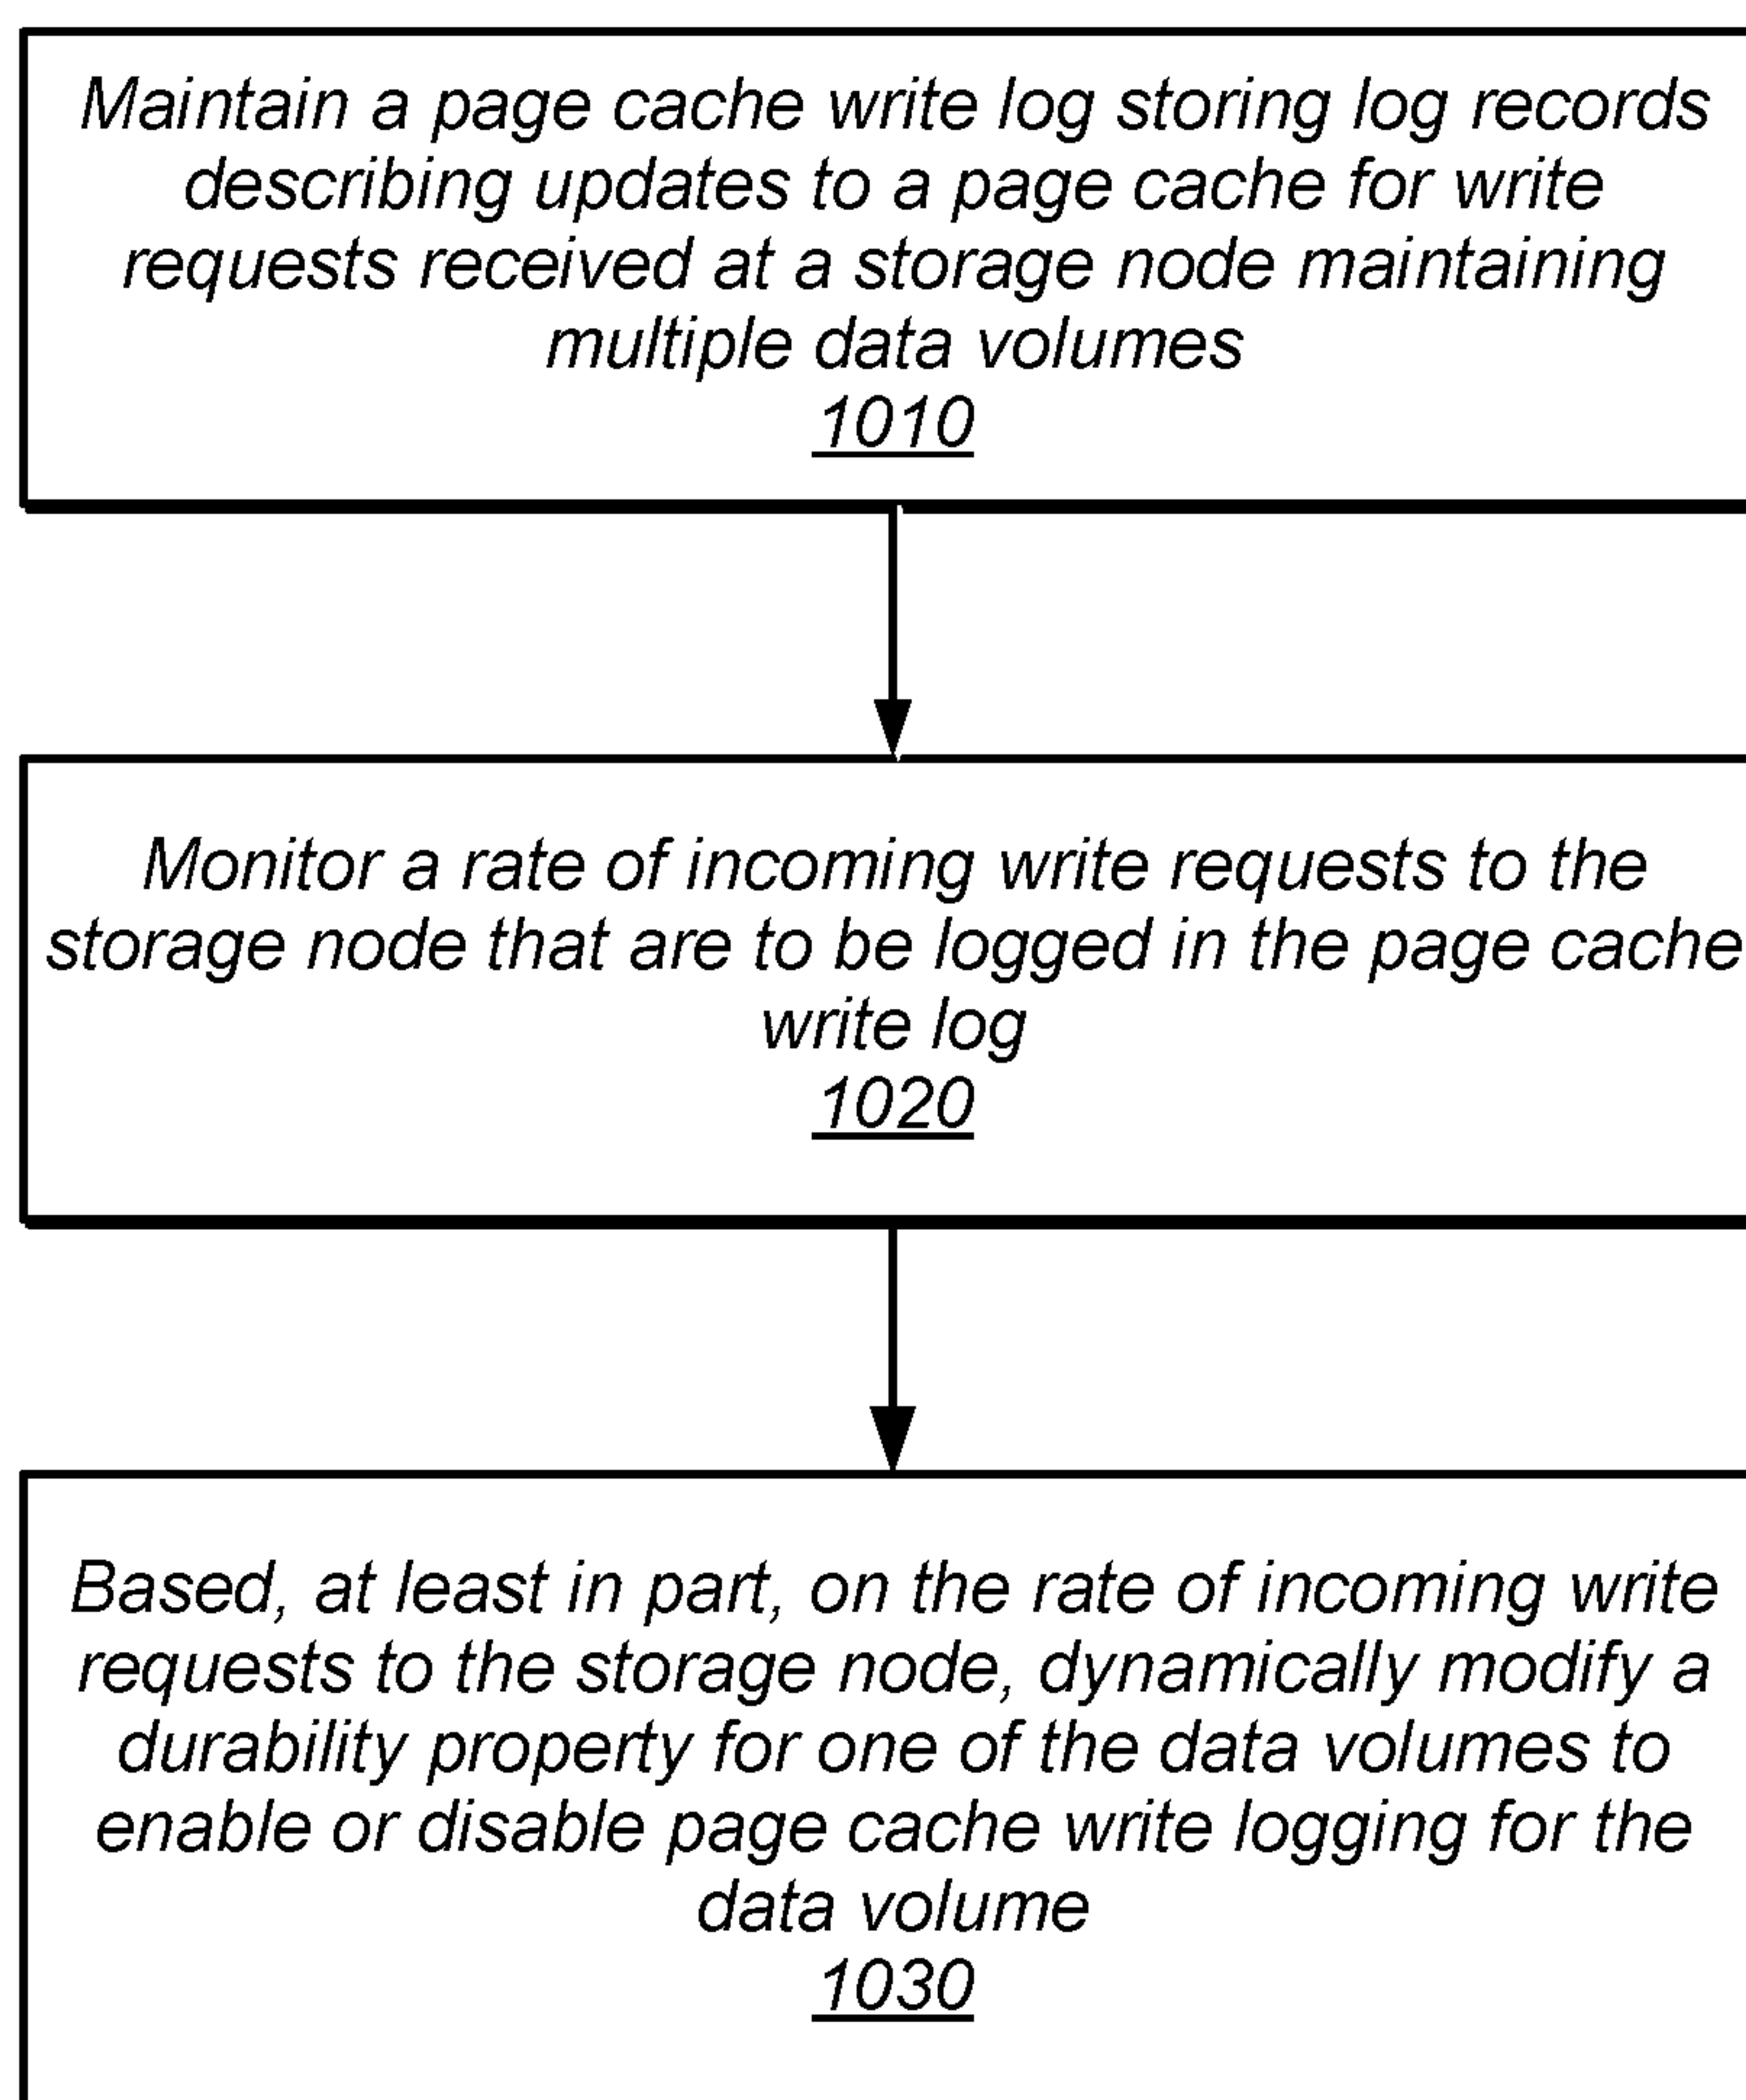 Maintain a page cache write log storing log records
describing updates to a page cache for write
requests received at a storage node maintaining
multiple data volumes
1010
Monitor a rate of incoming write requests to the
storage node that are to be logged in the page cache
write log
1020
Based, at least in part, on the rate of incoming write
requests to the storage node, dynamically modify a
durability property for one of the data volumes to
enable or disable page cache write logging for the
data volume
1030